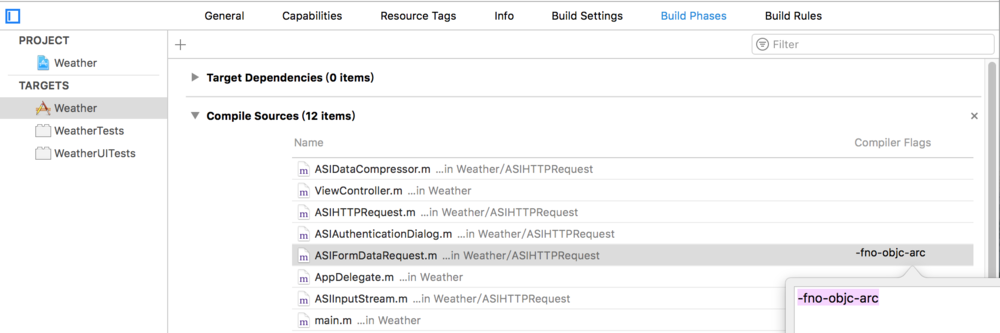 General Capabilities Resource Tags Info Build Settings Build Phases Build Rules
PROJECT
Weather
TARGETS
Weather
WeatherTests
WeatherUITests
+ Filter
Target Dependencies (0 items)
Compile Sources (12 items) ×
Name Compiler Flags
m ASIDataCompressor.m ...in Weather/ASIHTTPRequest
m ViewController.m ...in Weather
m ASIHTTPRequest.m ...in Weather/ASIHTTPRequest
m ASIAuthenticationDialog.m ...in Weather/ASIHTTPRequest
m ASIFormDataRequest.m ...in Weather/ASIHTTPRequest -fno-objc-arc
m AppDelegate.m ...in Weather
m ASIInputStream.m ...in Weather/ASIHTTPRequest
-fno-objc-arc
m main.m ...in Weather